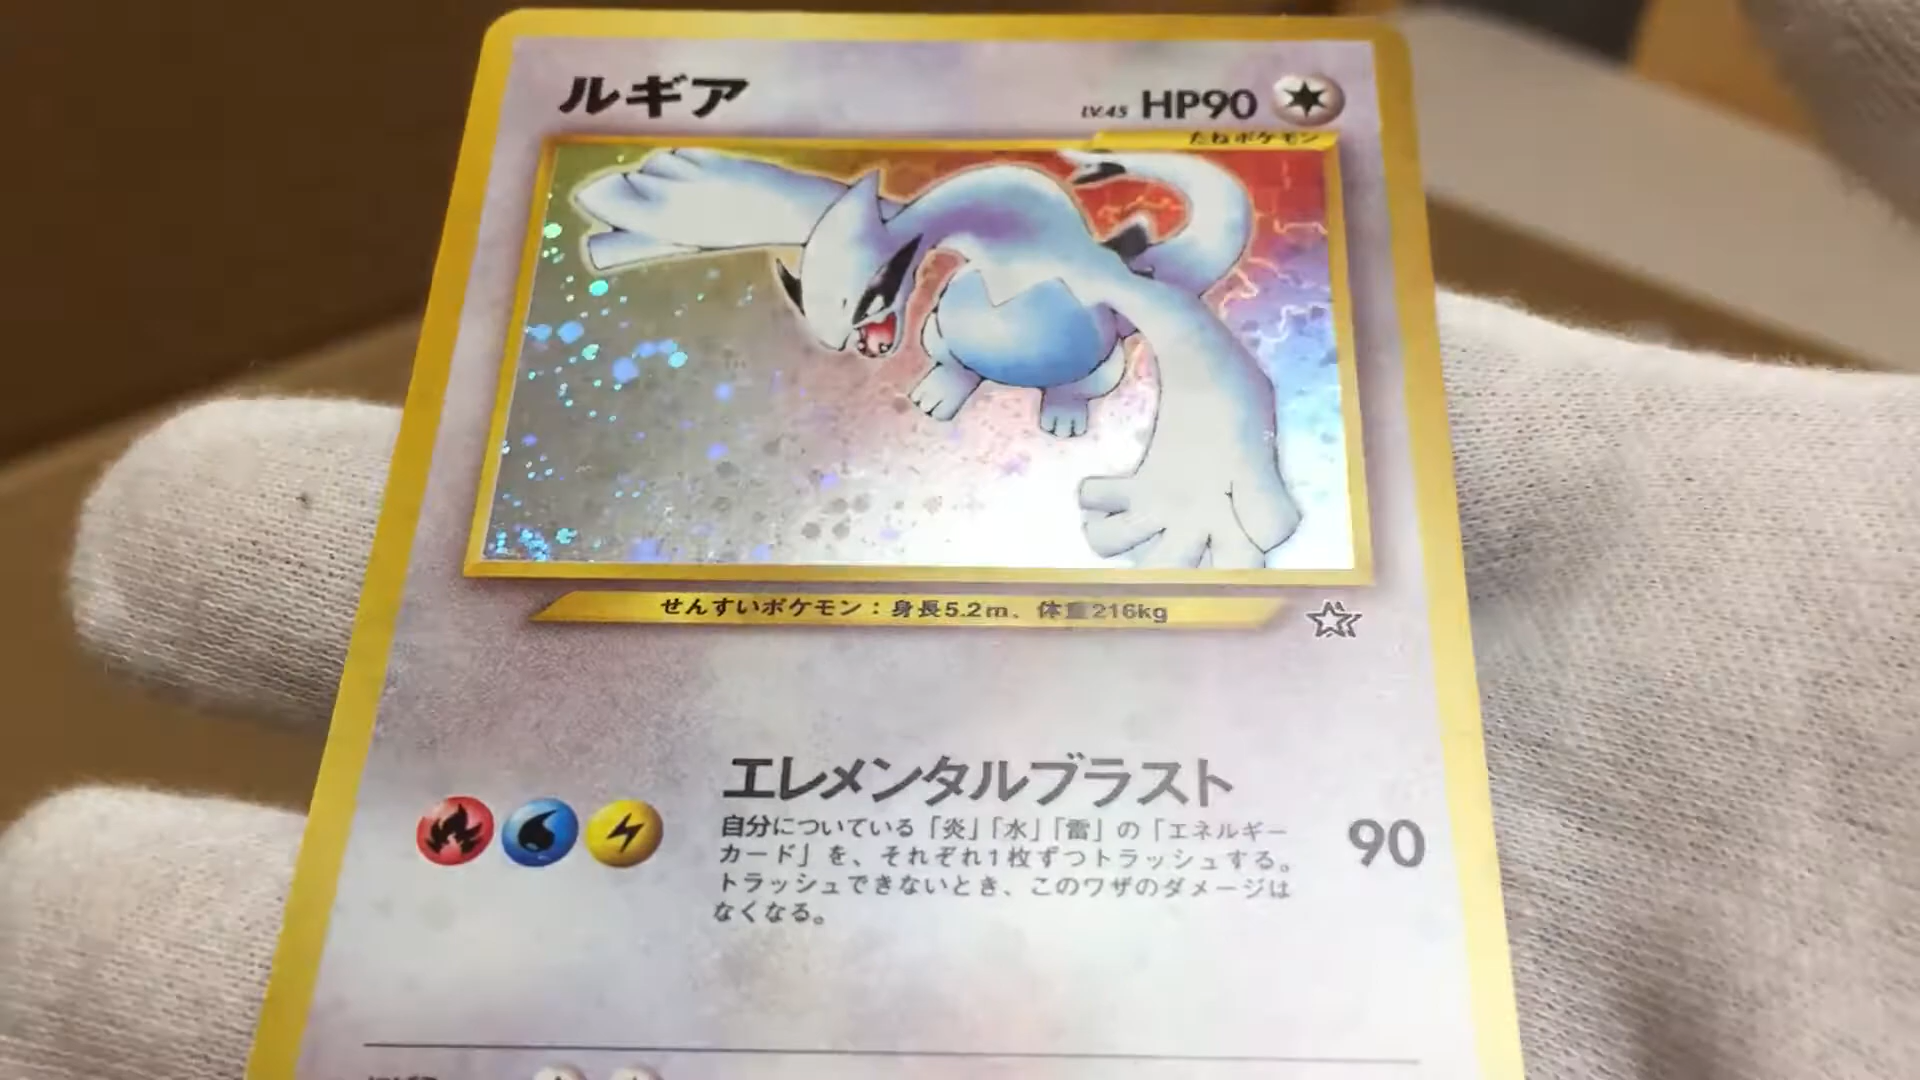 ルギア
LV.45 HP90
たねポケモン
せんすいポケモン：身長5.2m、体重216kg
エレメンタルブラスト
90
自分についている「炎」「水」「雷」の「エネルギー
カード」を、それぞれ1枚ずつトラッシュする。
トラッシュできないとき、このワザのダメージは
なくなる。